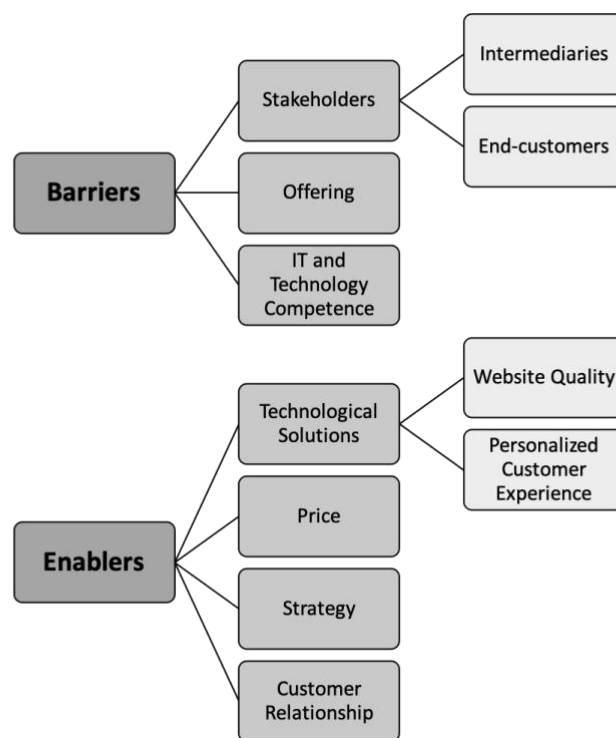 Intermediaries
Stakeholders
End-customers
Barriers
Offering
IT and
Technology
Competence
Website Quality
Technological
Solutions
Personalized
Customer
Experience
Price
Enablers
Strategy
Customer
Relationship